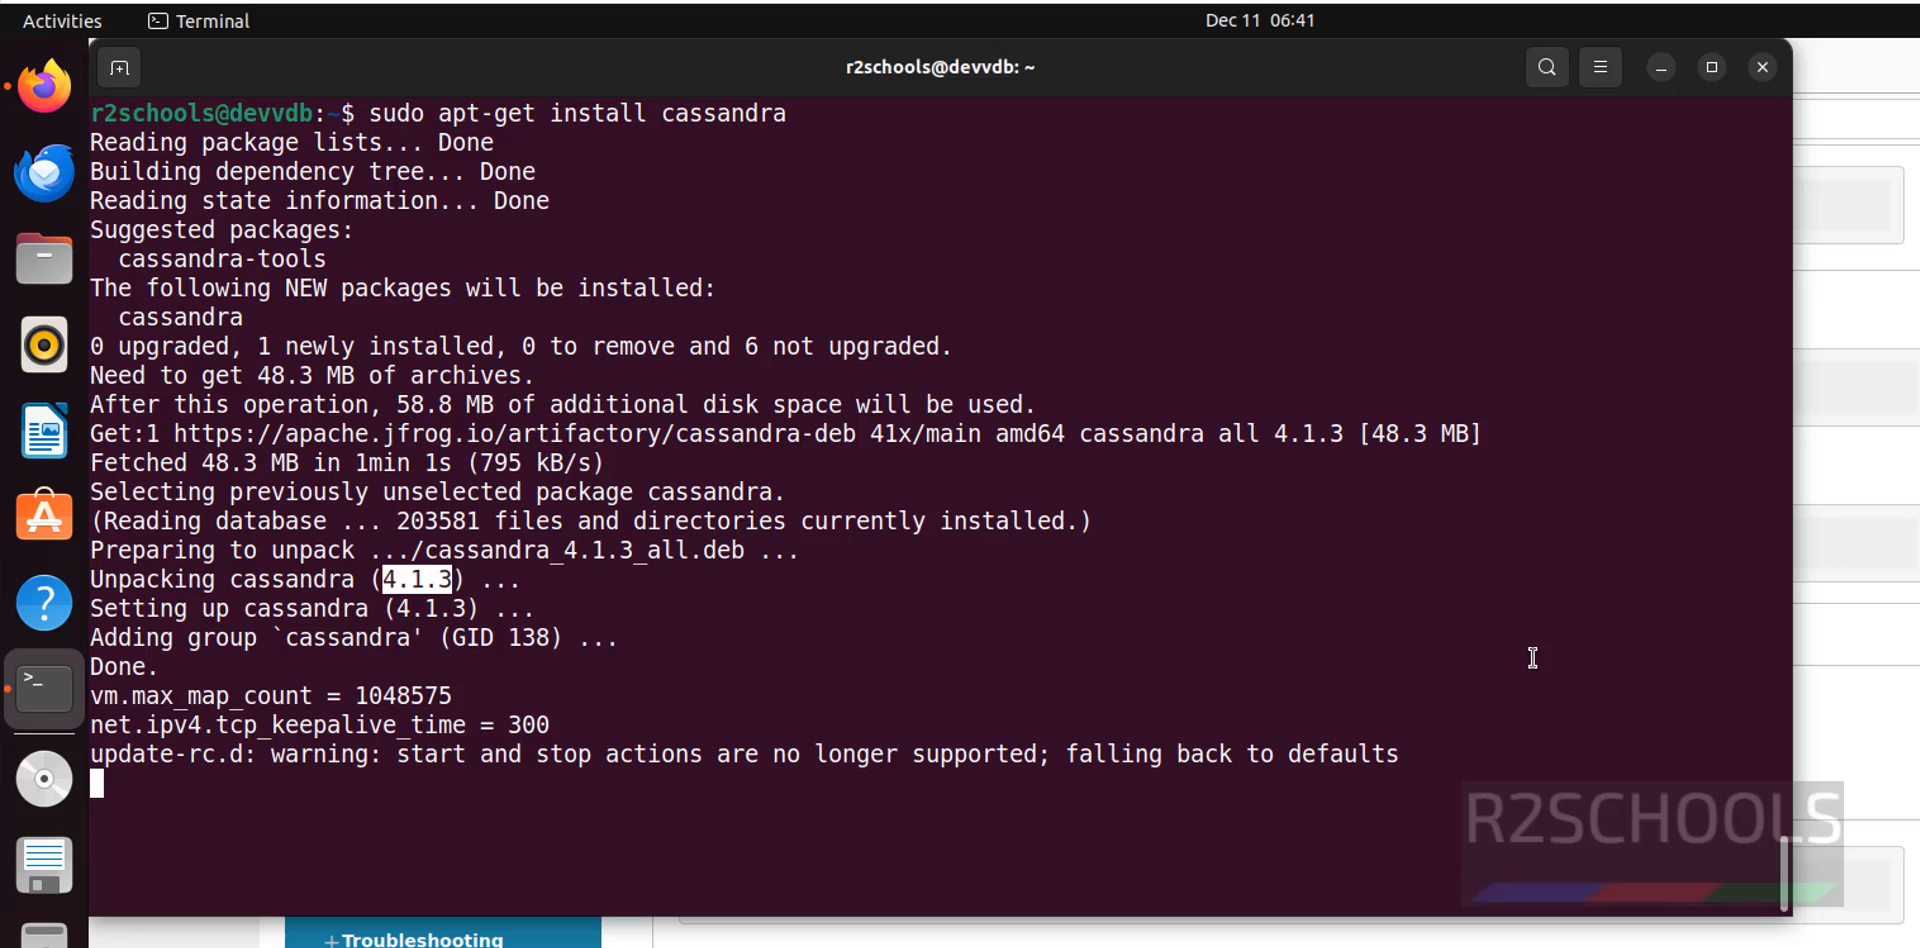 Activities Terminal Dec 11 06:41
r2schools@devvdb: ~
r2schools@devvdb:~$ sudo apt-get install cassandra
Reading package lists... Done
Building dependency tree... Done
Reading state information... Done
Suggested packages:
  cassandra-tools
The following NEW packages will be installed:
  cassandra
0 upgraded, 1 newly installed, 0 to remove and 6 not upgraded.
Need to get 48.3 MB of archives.
After this operation, 58.8 MB of additional disk space will be used.
Get:1 https://apache.jfrog.io/artifactory/cassandra-deb 41x/main amd64 cassandra all 4.1.3 [48.3 MB]
Fetched 48.3 MB in 1min 1s (795 kB/s)
Selecting previously unselected package cassandra.
(Reading database ... 203581 files and directories currently installed.)
Preparing to unpack .../cassandra_4.1.3_all.deb ...
Unpacking cassandra (4.1.3) ...
Setting up cassandra (4.1.3) ...
Adding group `cassandra' (GID 138) ...
Done.
vm.max_map_count = 1048575
net.ipv4.tcp_keepalive_time = 300
update-rc.d: warning: start and stop actions are no longer supported; falling back to defaults
R2SCHOOLS
+Troubleshooting